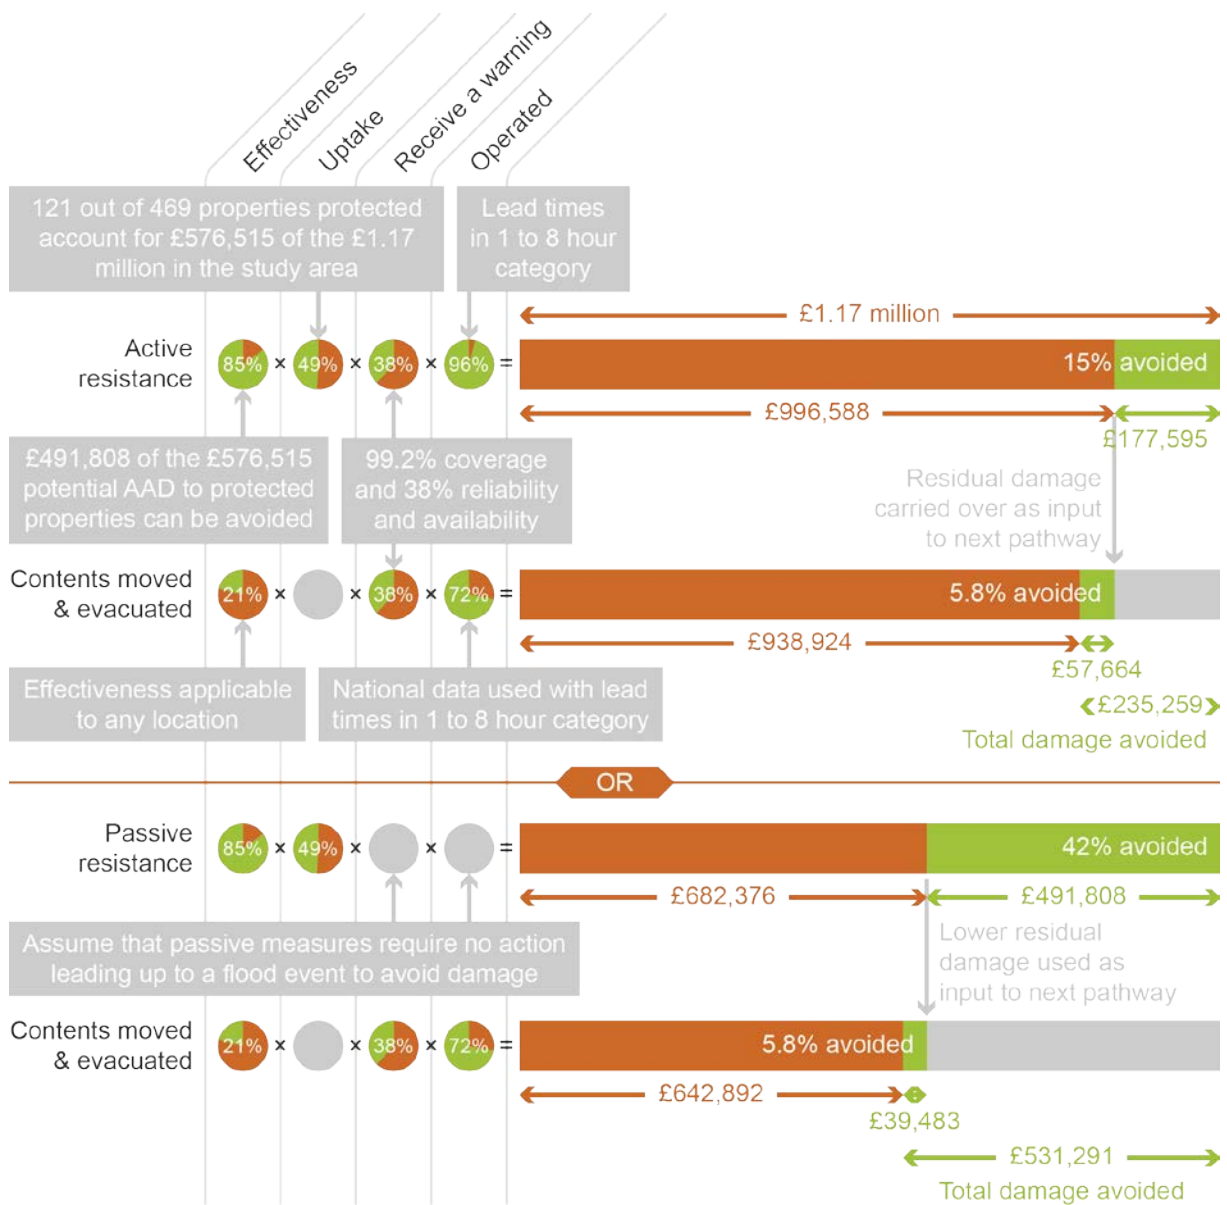 Effectiveness
Uptake
Receive a warning
Operated
121 out of 469 properties protected
account for £576,515 of the £1.17
million in the study area
Lead times
in 1 to 8 hour
category
£1.17 million
Active
resistance
85% × 49% × 38% × 96% =
15% avoided
£996,588
£177,595
£491,808 of the £576,515
potential AAD to protected
properties can be avoided
99.2% coverage
and 38% reliability
and availability
Residual damage
carried over as input
to next pathway
Contents moved
& evacuated
21% × × 38% × 72% =
5.8% avoided
£938,924
£57,664
£235,259
Total damage avoided
Effectiveness applicable
to any location
National data used with lead
times in 1 to 8 hour category
OR
Passive
resistance
85% × 49% × × =
42% avoided
£682,376
£491,808
Assume that passive measures require no action
leading up to a flood event to avoid damage
Lower residual
damage used as
input to next pathway
Contents moved
& evacuated
21% × × 38% × 72% =
5.8% avoided
£642,892
£39,483
£531,291
Total damage avoided